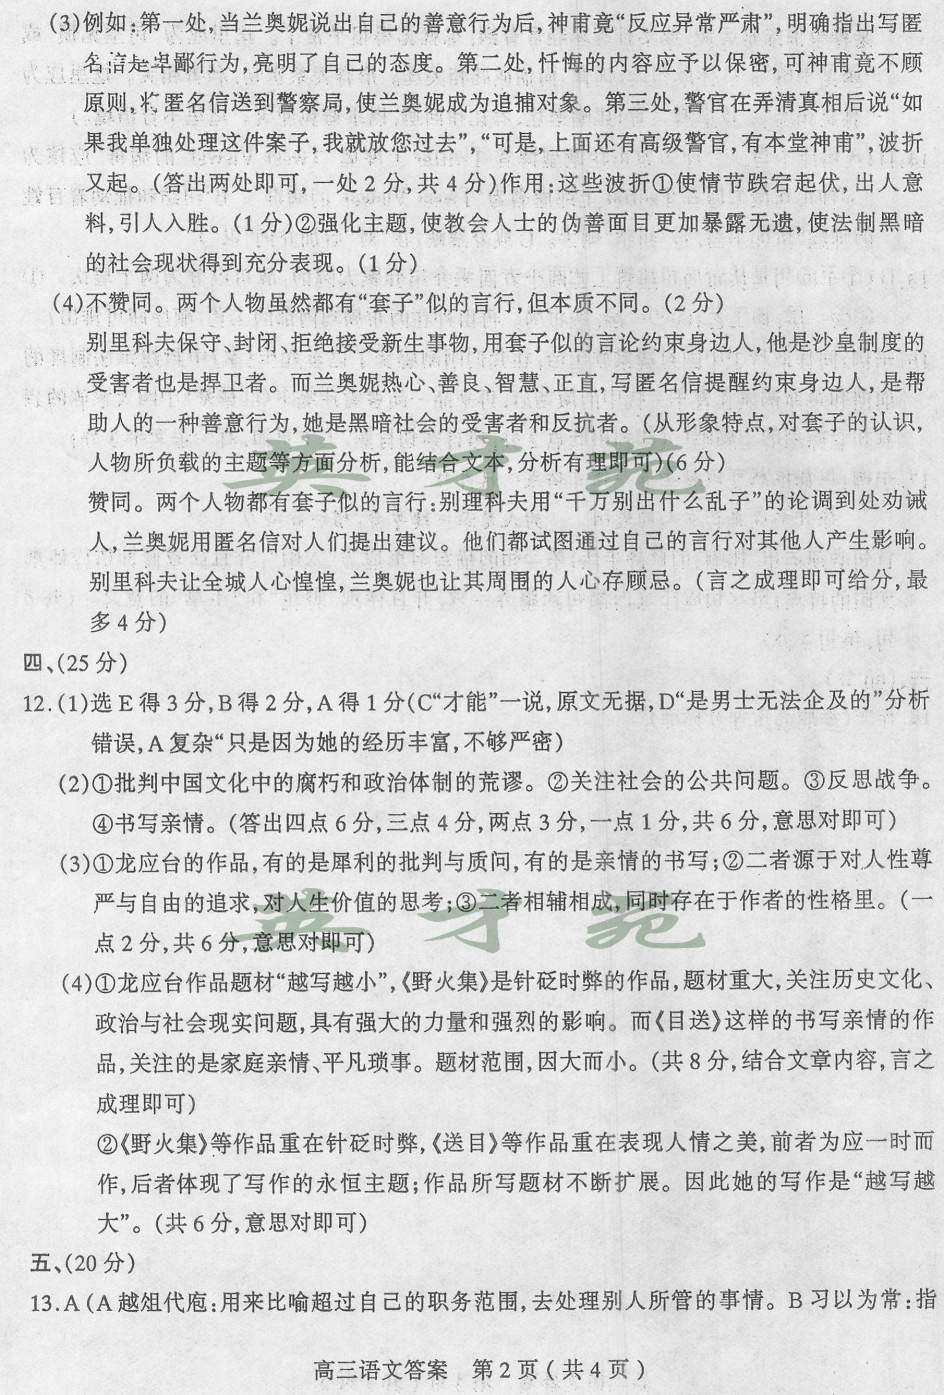 (3)例如:第一处,当兰奥妮说出自己的善意行为后,神甫竟“反应异常严肃”,明确指出写匿
名信是卑鄙行为,亮明了自己的态度。第二处,忏悔的内容应予以保密,可神甫竟不顾
原则,将匿名信送到警察局,使兰奥妮成为追捕对象。第三处,警官在弄清真相后说“如
果我单独处理这件案子,我就放您过去”,“可是,上面还有高级警官,有本堂神甫”,波折
又起。(答出两处即可,一处2分,共4分)作用:这些波折①使情节跌宕起伏,出人意
料,引人入胜。(1分)②强化主题,使教会人士的伪善面目更加暴露无遗,使法制黑暗
的社会现状得到充分表现。(1分)
(4)不赞同。两个人物虽然都有“套子”似的言行,但本质不同。(2分)
别里科夫保守、封闭、拒绝接受新生事物,用套子似的言论约束身边人,他是沙皇制度的
受害者也是捍卫者。而兰奥妮热心、善良、智慧、正直,写匿名信提醒约束身边人,是帮
助人的一种善意行为,她是黑暗社会的受害者和反抗者。(从形象特点,对套子的认识,
人物所负载的主题等方面分析,能结合文本,分析有理即可)(6分)
赞同。两个人物都有套子似的言行:别理科夫用“千万别出什么乱子”的论调到处劝诫
人,兰奥妮用匿名信对人们提出建议。他们都试图通过自己的言行对其他人产生影响。
别里科夫让全城人心惶惶,兰奥妮也让其周围的人心存顾忌。(言之成理即可给分,最
多4分)
四、(25分)
12.(1)选E得3分,B得2分,A得1分(C“才能”一说,原文无据,D“是男士无法企及的”分析
错误,A复杂“只是因为她的经历丰富,不够严密)
(2)①批判中国文化中的腐朽和政治体制的荒谬。②关注社会的公共问题。③反思战争。
④书写亲情。(答出四点6分,三点4分,两点3分,一点1分,共6分,意思对即可)
(3)①龙应台的作品,有的是犀利的批判与质问,有的是亲情的书写;②二者源于对人性尊
严与自由的追求,对人生价值的思考;③二者相辅相成,同时存在于作者的性格里。(一
点2分,共6分,意思对即可)
(4)①龙应台作品题材“越写越小”,《野火集》是针砭时弊的作品,题材重大,关注历史文化、
政治与社会现实问题,具有强大的力量和强烈的影响。而《目送》这样的书写亲情的作
品,关注的是家庭亲情、平凡琐事。题材范围,因大而小。(共8分,结合文章内容,言之
成理即可)
②《野火集》等作品重在针砭时弊,《送目》等作品重在表现人情之美,前者为应一时而
作,后者体现了写作的永恒主题;作品所写题材不断扩展。因此她的写作是“越写越
大”。(共6分,意思对即可)
五、(20分)
13.A(A越俎代庖:用来比喻超过自己的职务范围,去处理别人所管的事情。B习以为常:指
高三语文答案 第2页(共4页)
英才苑
英才苑